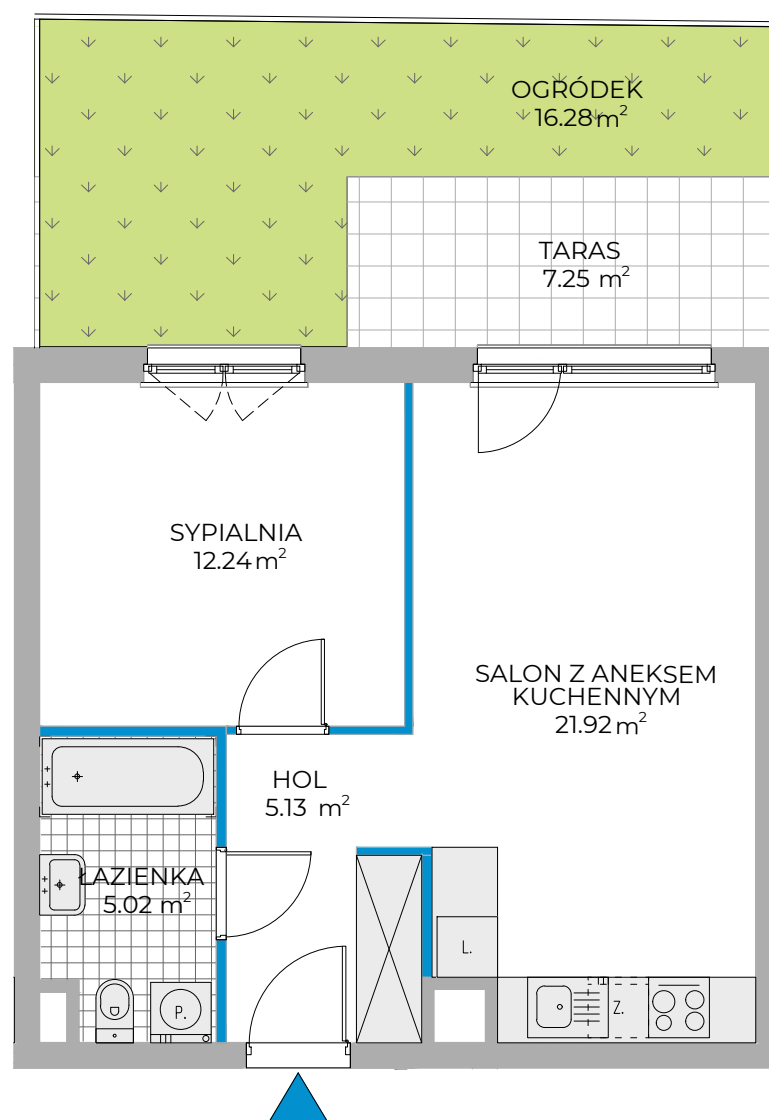 OGRÓDEK
16.28 m²
TARAS
7.25 m²
SYPIALNIA
12.24 m²
SALON Z ANEKSEM
KUCHENNYM
21.92 m²
HOL
5.13 m²
ŁAZIENKA
5.02 m²
L.
P.
Z.